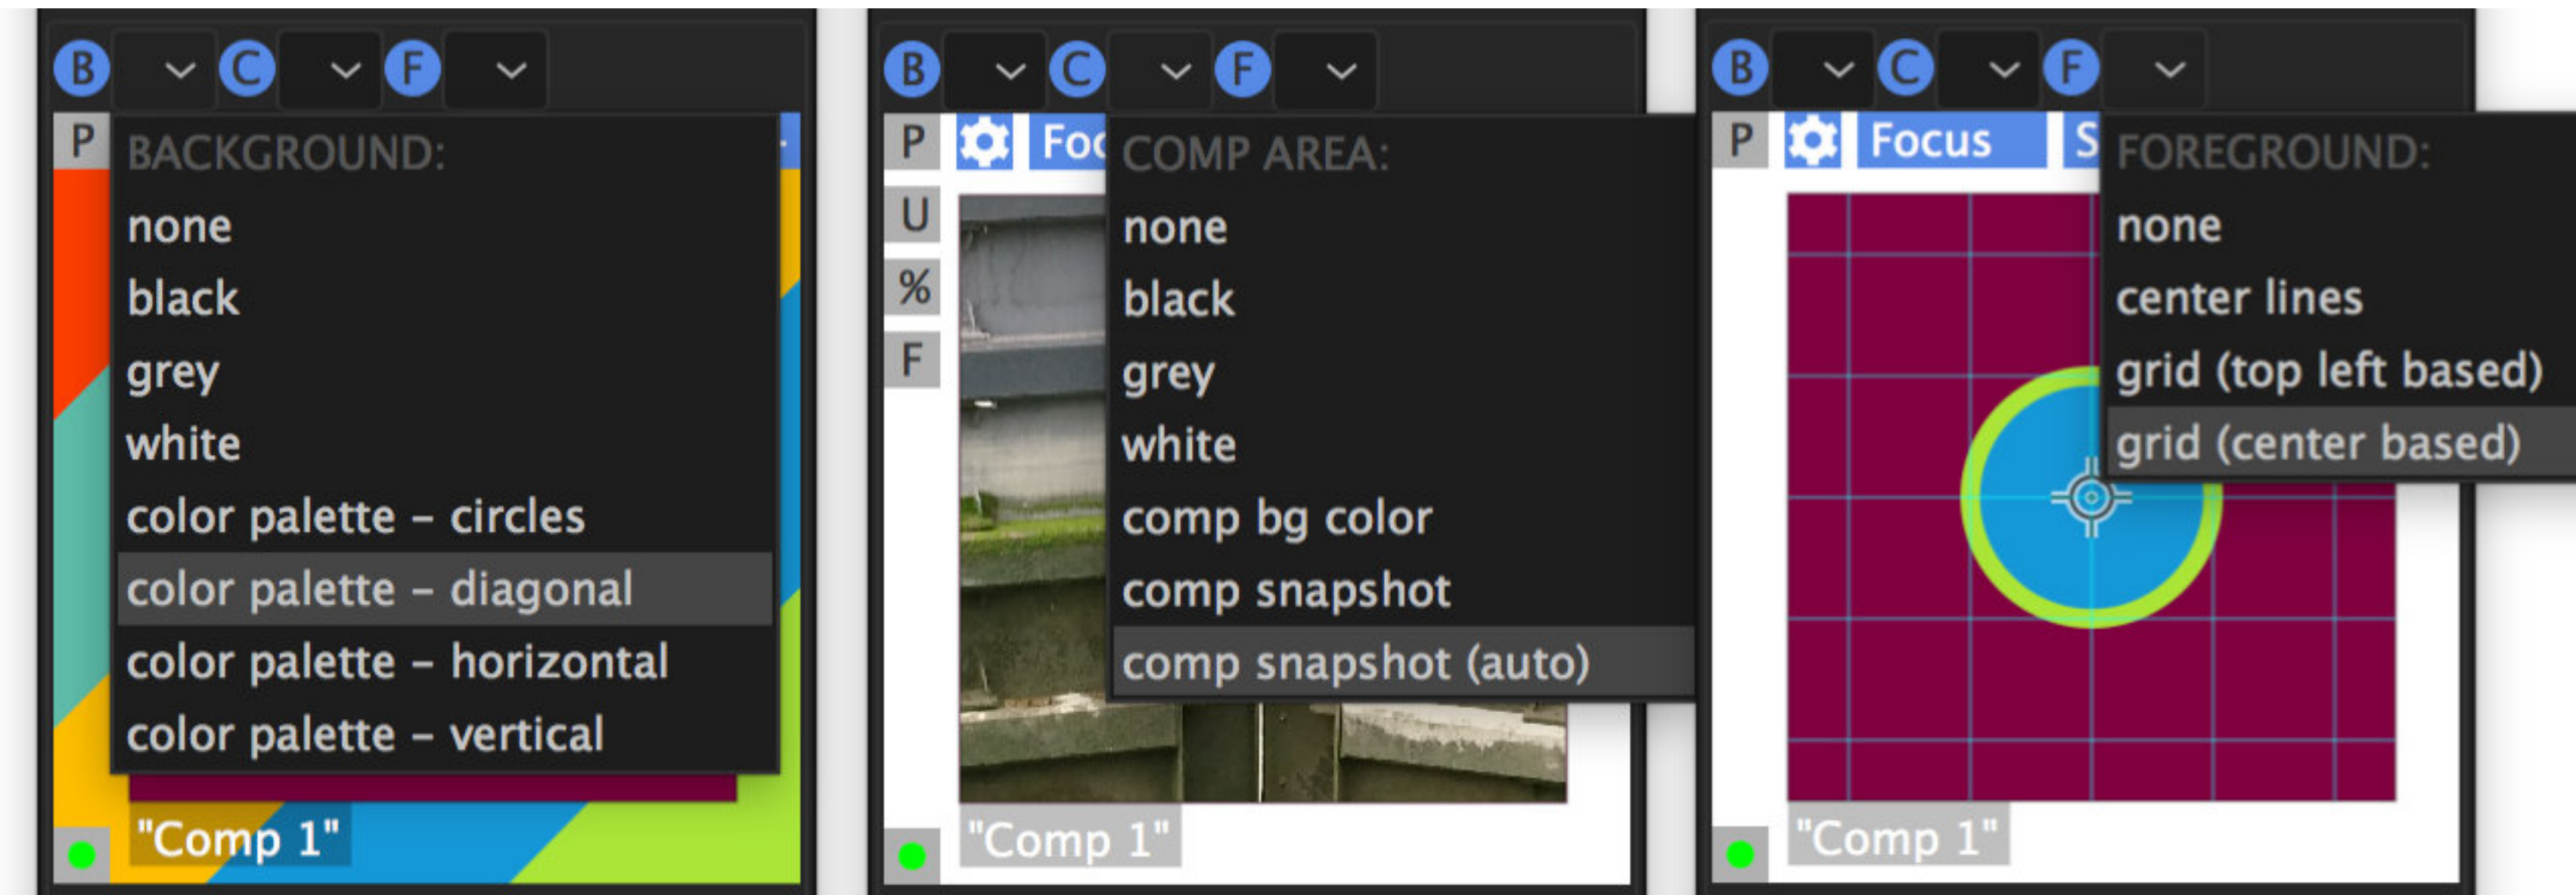 B C F
P
BACKGROUND:
none
black
grey
white
color palette – circles
color palette – diagonal
color palette – horizontal
color palette – vertical
"Comp 1"
B C F
P
U
%
F
COMP AREA:
none
black
grey
white
comp bg color
comp snapshot
comp snapshot (auto)
"Comp 1"
B C F
P Focus
FOREGROUND:
none
center lines
grid (top left based)
grid (center based)
"Comp 1"